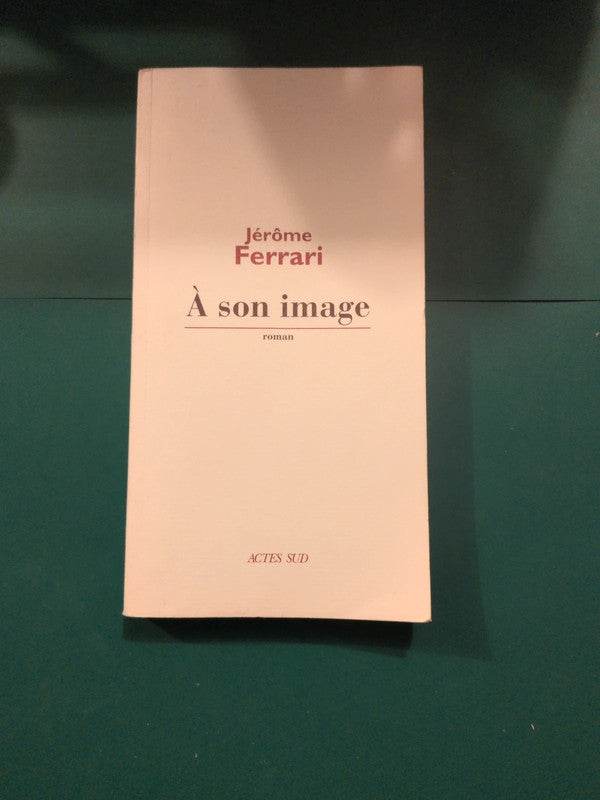 Jérôme
Ferrari
À son image
roman
ACTES SUD